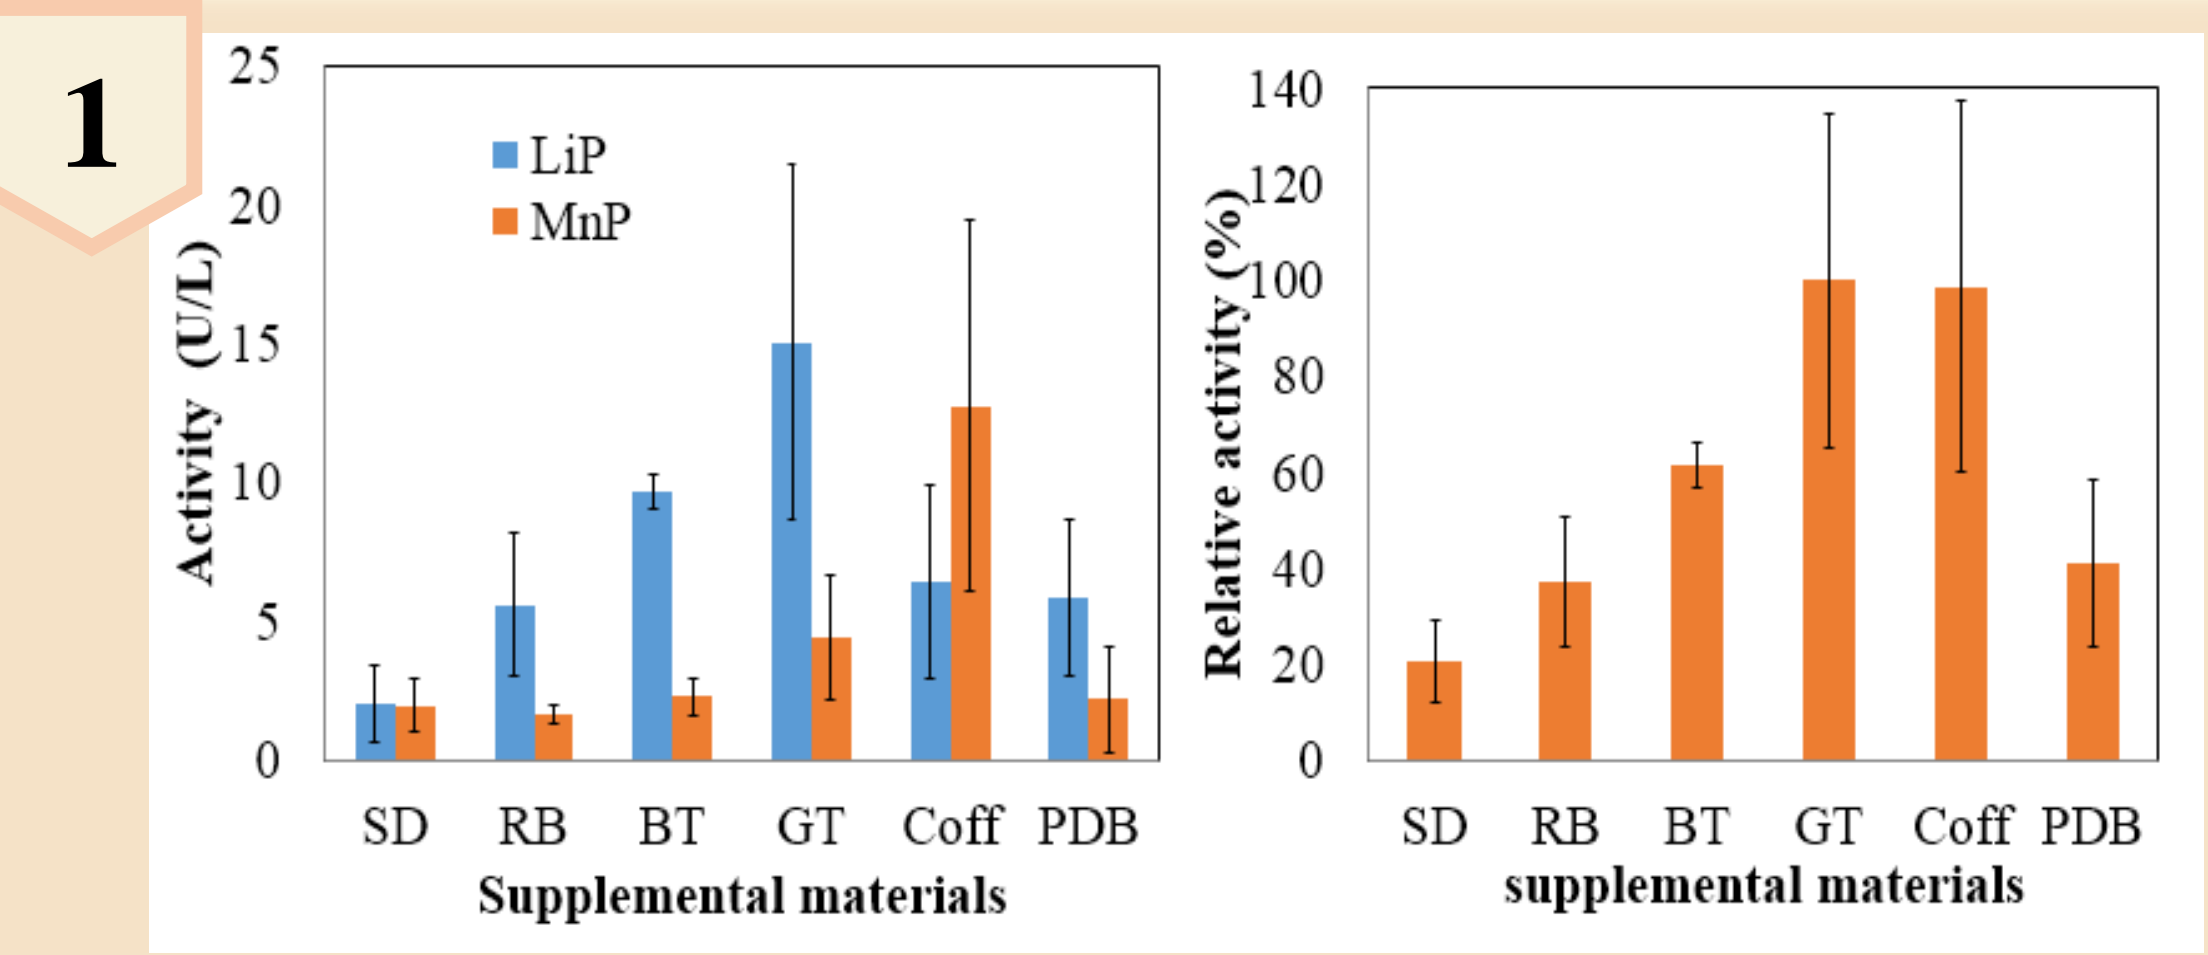 1
25
20
15
10
5
0
Activity (U/L)
LiP
MnP
SD RB BT GT Coff PDB
Supplemental materials
140
120
100
80
60
40
20
0
Relative activity (%)
SD RB BT GT Coff PDB
supplemental materials